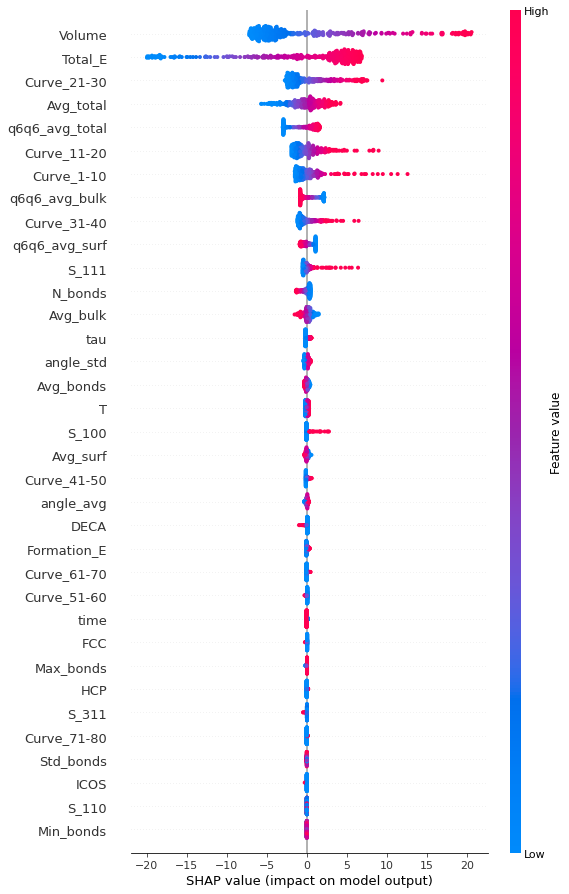 High
Volume
Total_E
Curve_21-30
Avg_total
q6q6_avg_total
Curve_11-20
Curve_1-10
q6q6_avg_bulk
Curve_31-40
q6q6_avg_surf
S_111
N_bonds
Avg_bulk
tau
angle_std
Avg_bonds
T
S_100
Avg_surf
Curve_41-50
angle_avg
DECA
Formation_E
Curve_61-70
Curve_51-60
time
FCC
Max_bonds
HCP
S_311
Curve_71-80
Std_bonds
ICOS
S_110
Min_bonds
Low
Feature value
−20 −15 −10 −5 0 5 10 15 20
SHAP value (impact on model output)